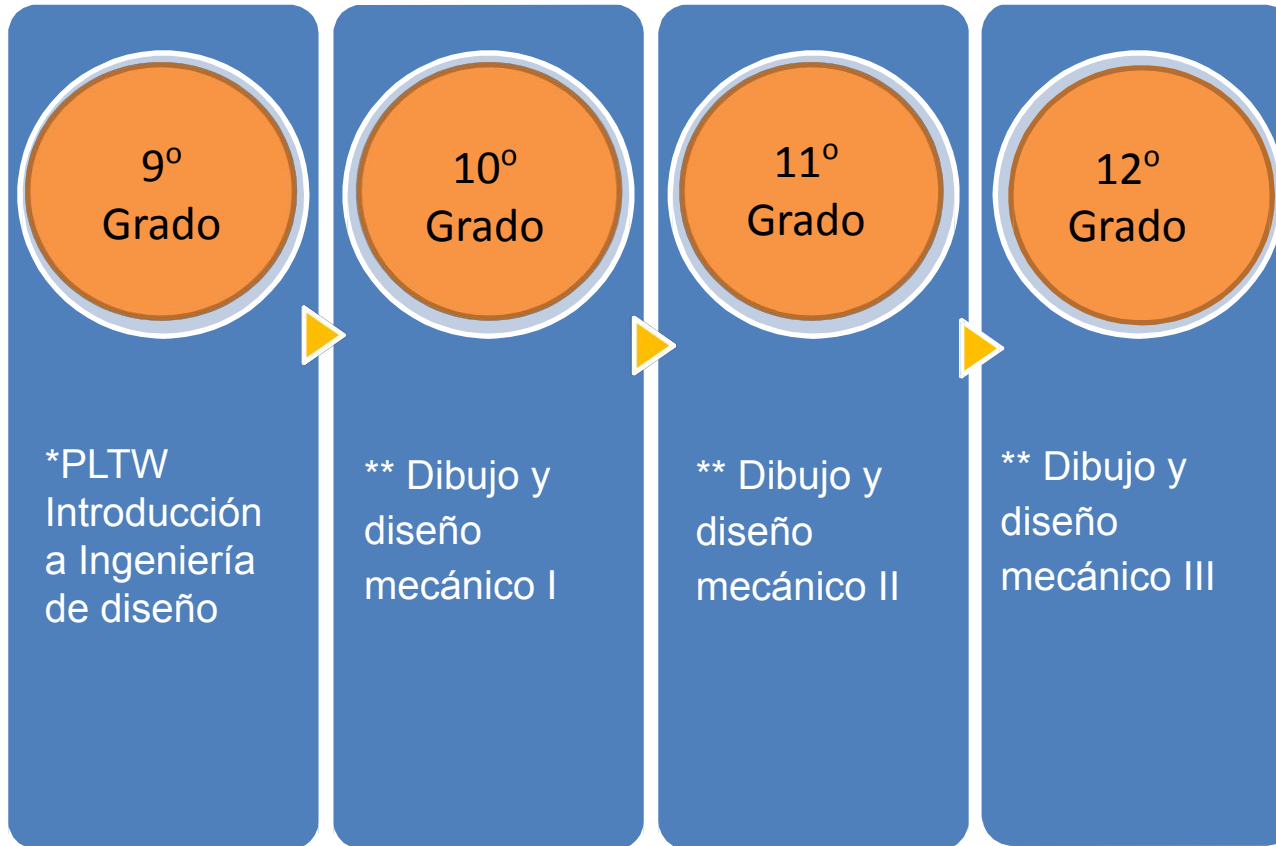 9º
Grado
*PLTW
Introducción
a Ingeniería
de diseño
10º
Grado
** Dibujo y
diseño
mecánico I
11º
Grado
** Dibujo y
diseño
mecánico II
12º
Grado
** Dibujo y
diseño
mecánico III